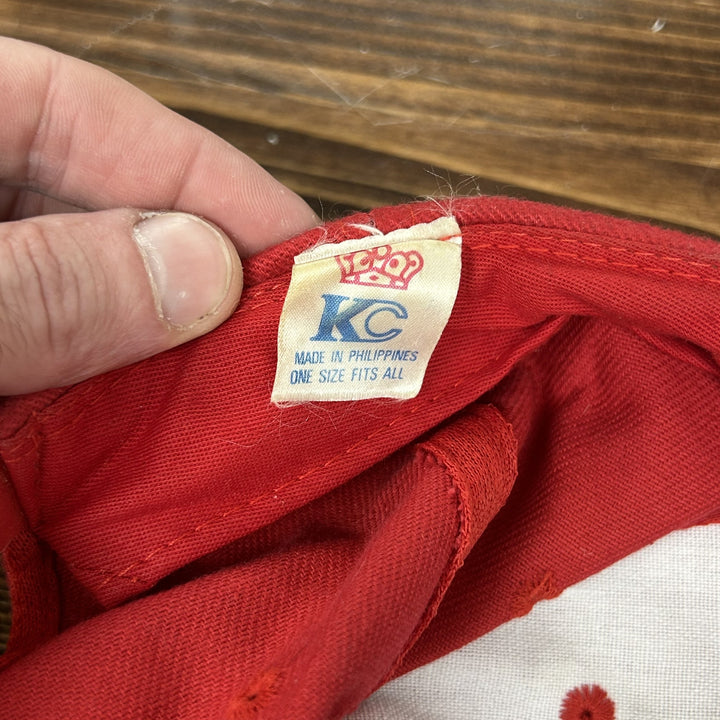 KC
MADE IN PHILIPPINES
ONE SIZE FITS ALL